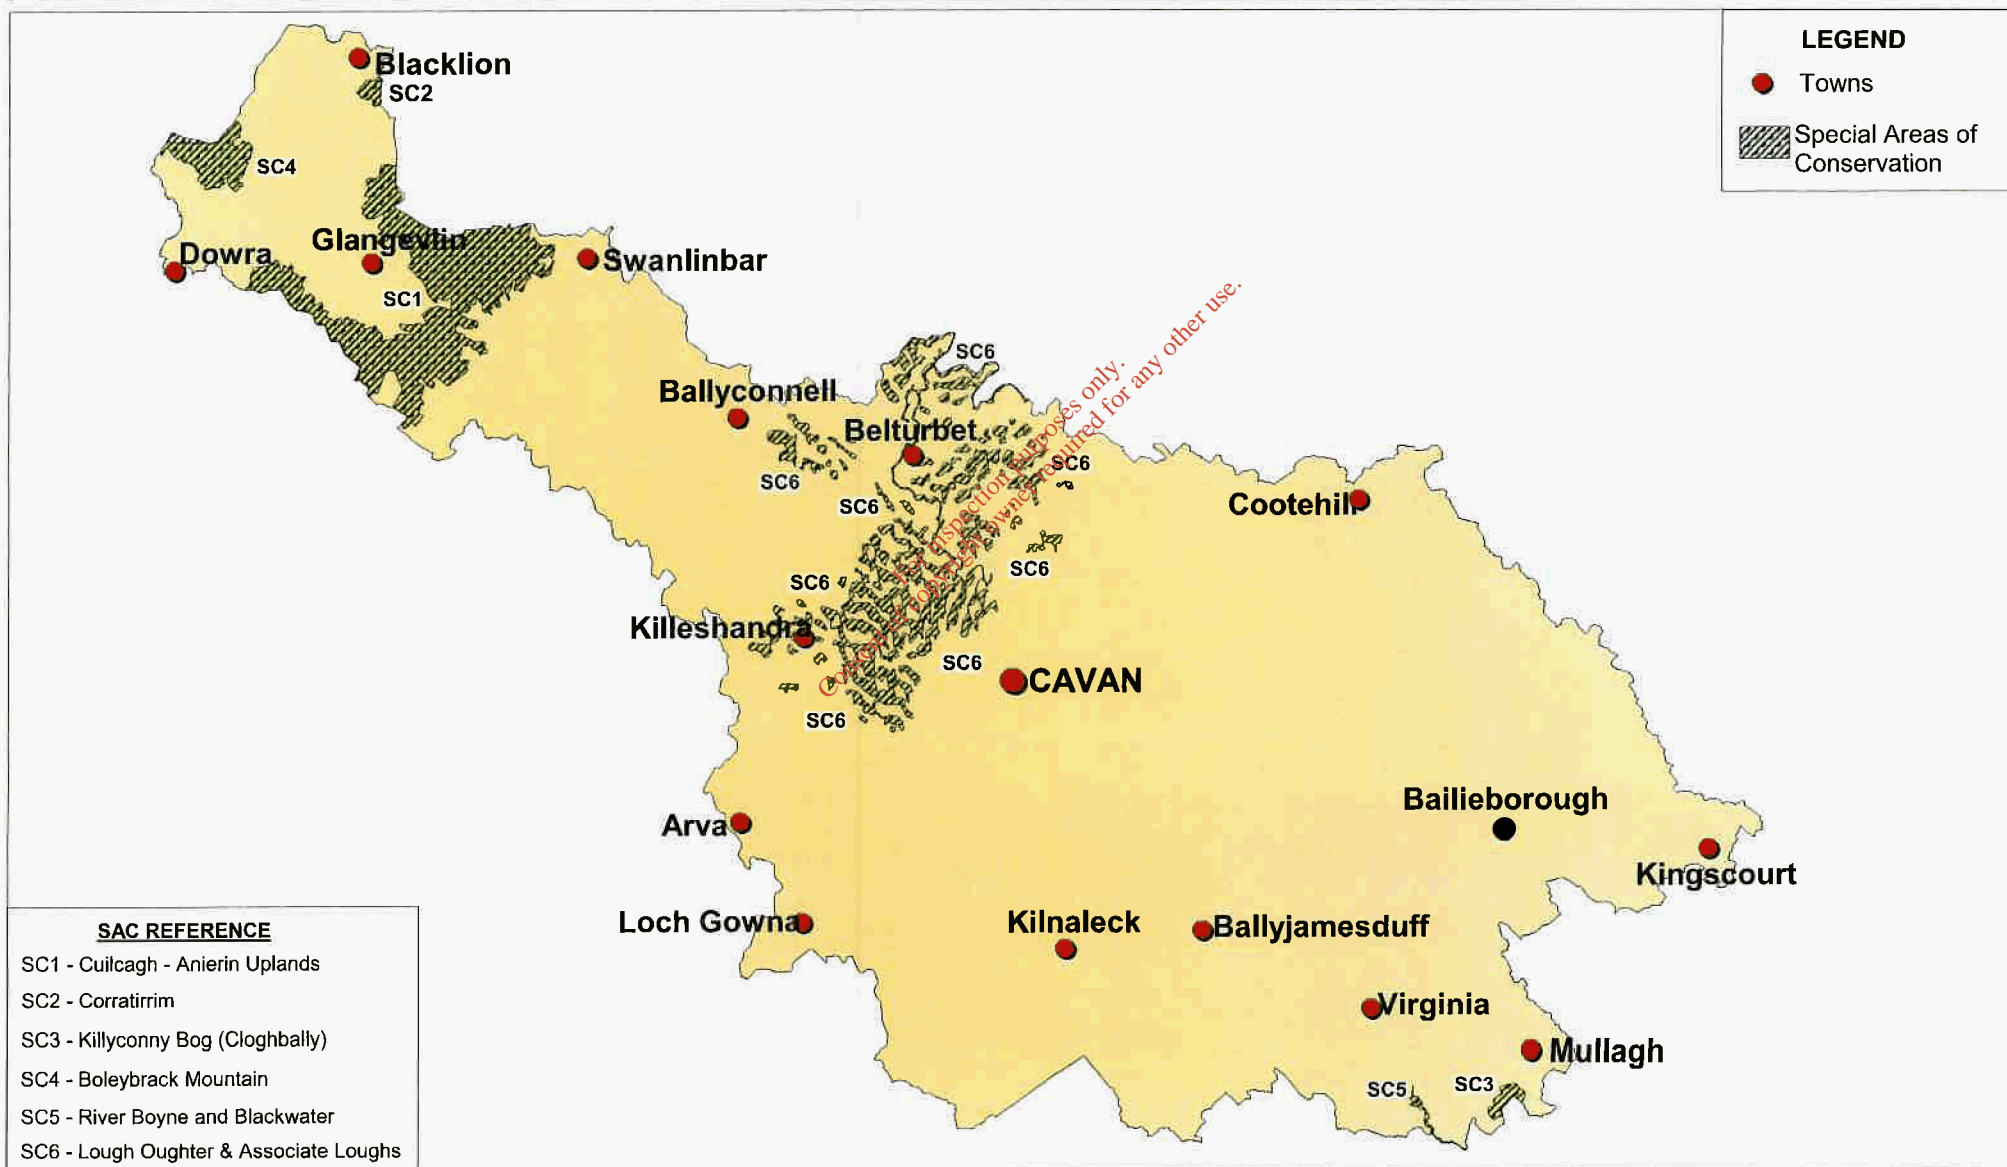 LEGEND
Towns
Special Areas of
Conservation
Blacklion
SC2
SC4
Glangevlin
Dowra
Swanlinbar
SC1
SC6
Ballyconnell
Belturbet
SC6
SC6
SC6
Cootehill
SC6
SC6
Killeshandra
SC6
CAVAN
SC6
For inspection purposes only.
Consent of copyright owner required for any other use.
Bailieborough
Arva
Kingscourt
Loch Gowna
Kilnaleck
Ballyjamesduff
Virginia
Mullagh
SC5
SC3
SAC REFERENCE
SC1 - Cuilcagh - Anierin Uplands
SC2 - Corratirrim
SC3 - Killyconny Bog (Cloghbally)
SC4 - Boleybrack Mountain
SC5 - River Boyne and Blackwater
SC6 - Lough Oughter & Associate Loughs